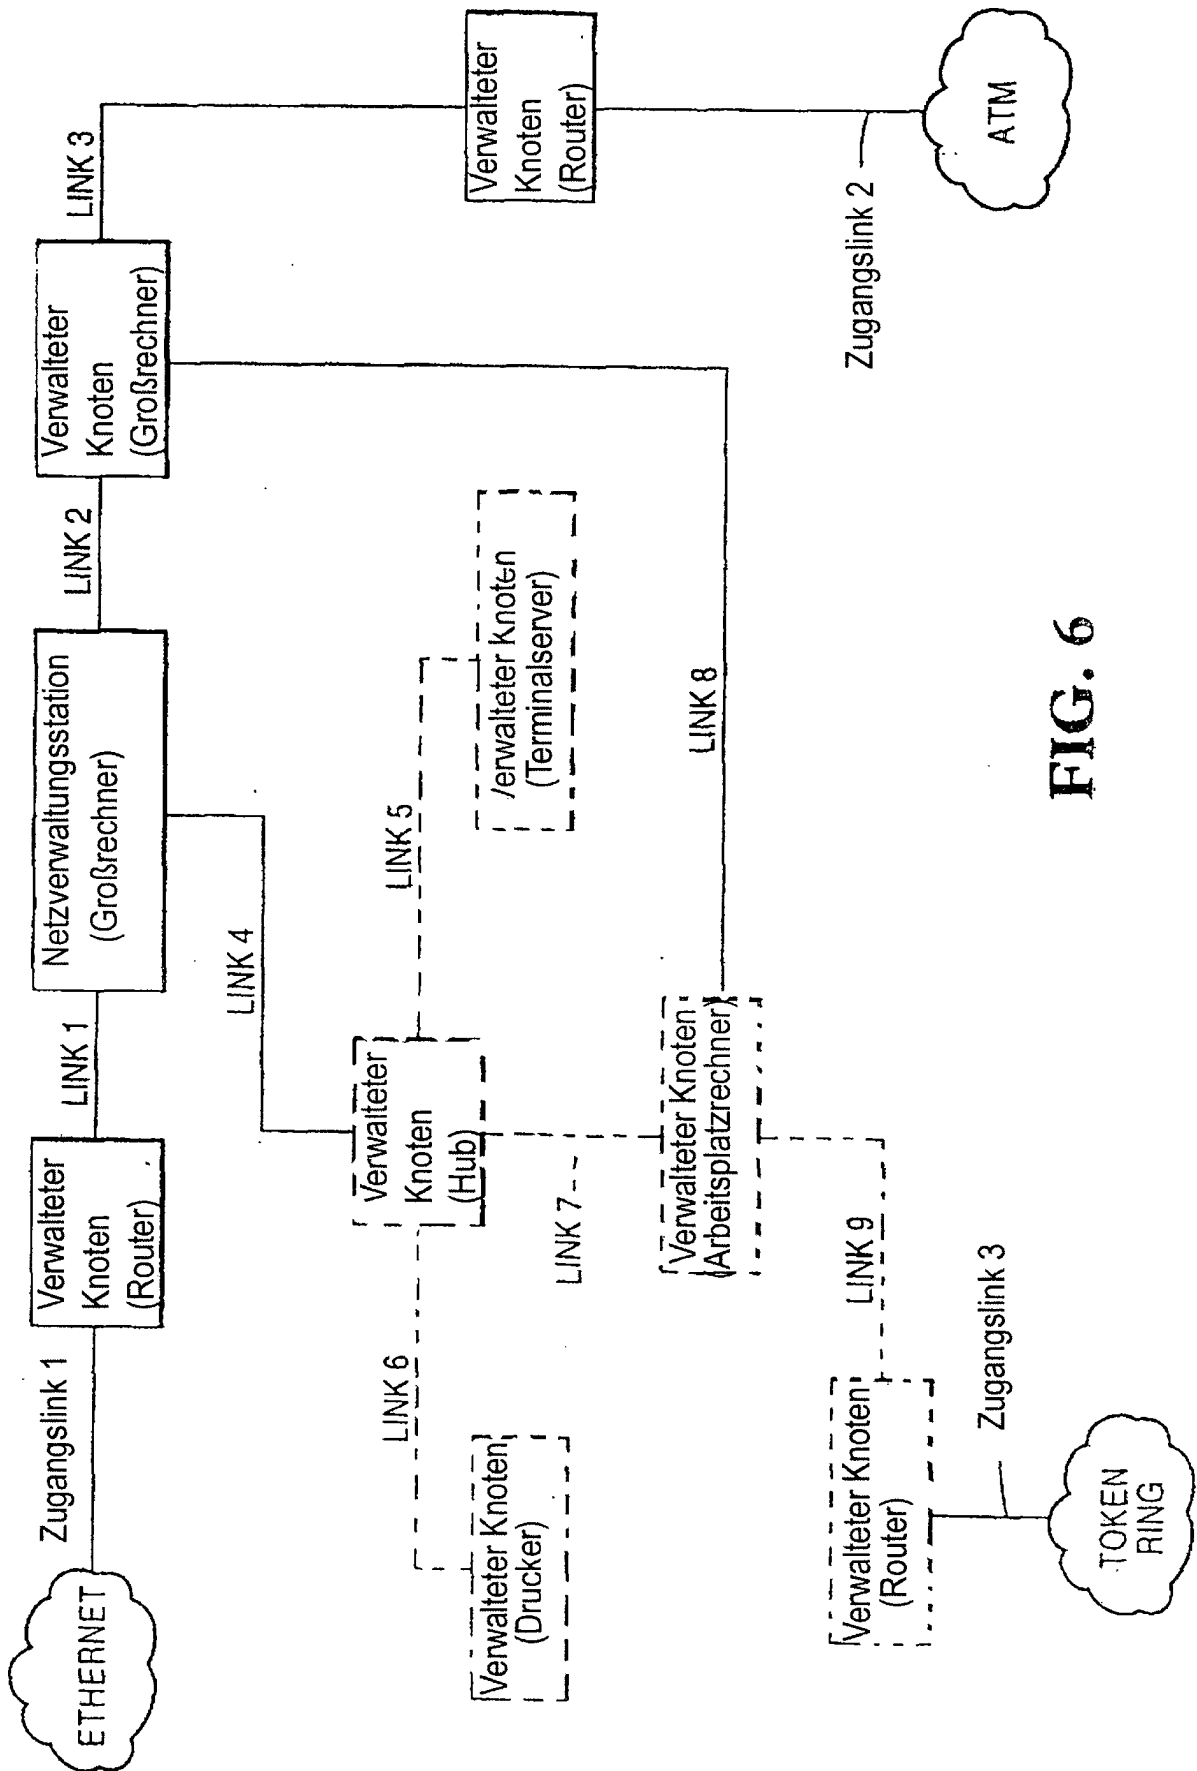 ETHERNET
Zugangslink 1
Verwalteter
Knoten
(Router)
LINK 1
Netzverwaltungsstation
(Großrechner)
LINK 2
Verwalteter
Knoten
(Großrechner)
LINK 3
Verwalteter
Knoten
(Router)
Zugangslink 2
ATM
LINK 4
Verwalteter
Knoten
(Hub)
LINK 5
Verwalteter Knoten
(Terminalserver)
LINK 6
Verwalteter Knoten
(Drucker)
LINK 7
Verwalteter Knoten
(Arbeitsplatzrechner)
LINK 8
LINK 9
Verwalteter Knoten
(Router)
Zugangslink 3
TOKEN
RING
FIG. 6